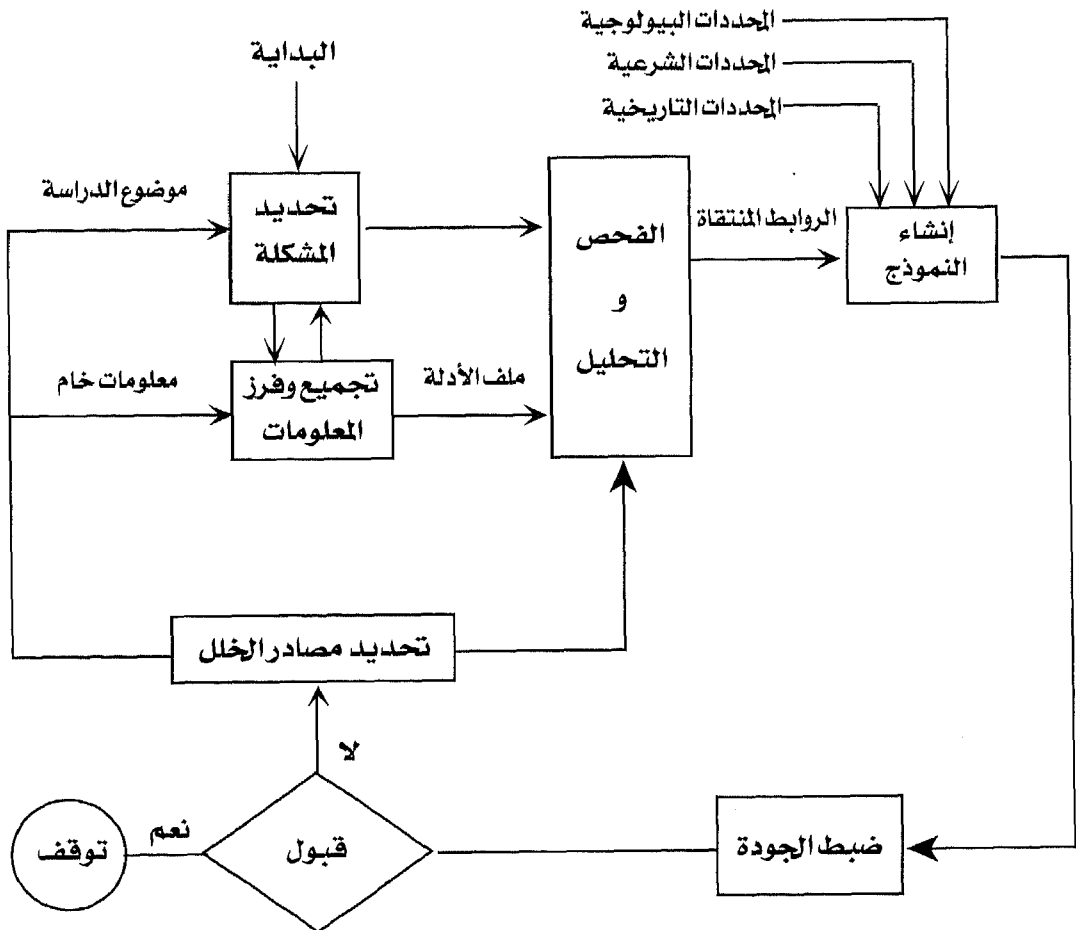 المحددات البيولوجية
المحددات الشرعية
المحددات التاريخية
البداية
موضوع الدراسة
تحديد
المشكلة
الفحص
و
التحليل
الروابط المنتقاة
إنشاء
النموذج
معلومات خام
تجميع وفرز
المعلومات
ملف الأدلة
تحديد مصادر الخلل
لا
ضبط الجودة
قبول
نعم
توقف